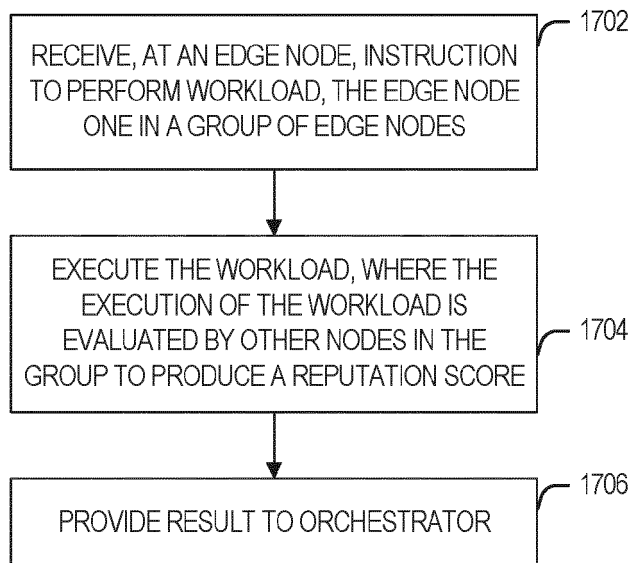 1702
RECEIVE, AT AN EDGE NODE, INSTRUCTION
TO PERFORM WORKLOAD, THE EDGE NODE
ONE IN A GROUP OF EDGE NODES
EXECUTE THE WORKLOAD, WHERE THE
EXECUTION OF THE WORKLOAD IS
EVALUATED BY OTHER NODES IN THE
GROUP TO PRODUCE A REPUTATION SCORE
1704
1706
PROVIDE RESULT TO ORCHESTRATOR